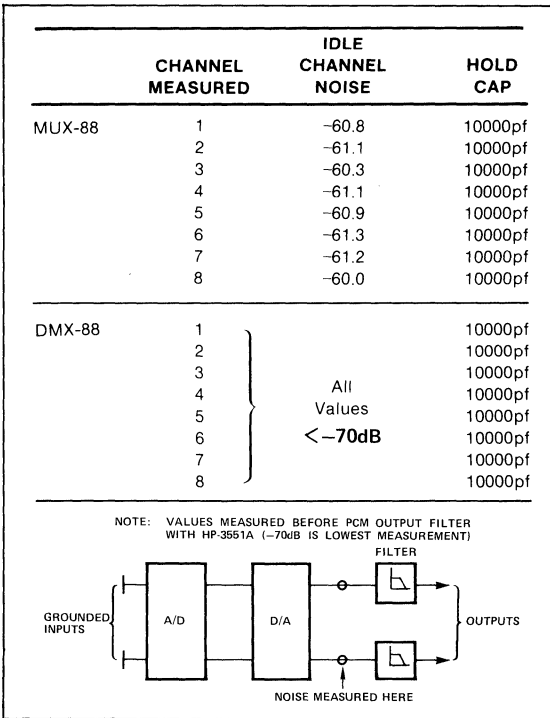 CHANNEL MEASURED IDLE CHANNEL NOISE HOLD CAP
MUX-88 1 –60.8 10000pf
2 –61.1 10000pf
3 –60.3 10000pf
4 –61.1 10000pf
5 –60.9 10000pf
6 –61.3 10000pf
7 –61.2 10000pf
8 –60.0 10000pf
DMX-88 1 10000pf
2 10000pf
3 10000pf
4 All 10000pf
5 Values 10000pf
6 <–70dB 10000pf
7 10000pf
8 10000pf
NOTE: VALUES MEASURED BEFORE PCM OUTPUT FILTER
WITH HP-3551A (–70dB IS LOWEST MEASUREMENT)
FILTER
GROUNDED INPUTS A/D D/A OUTPUTS
NOISE MEASURED HERE